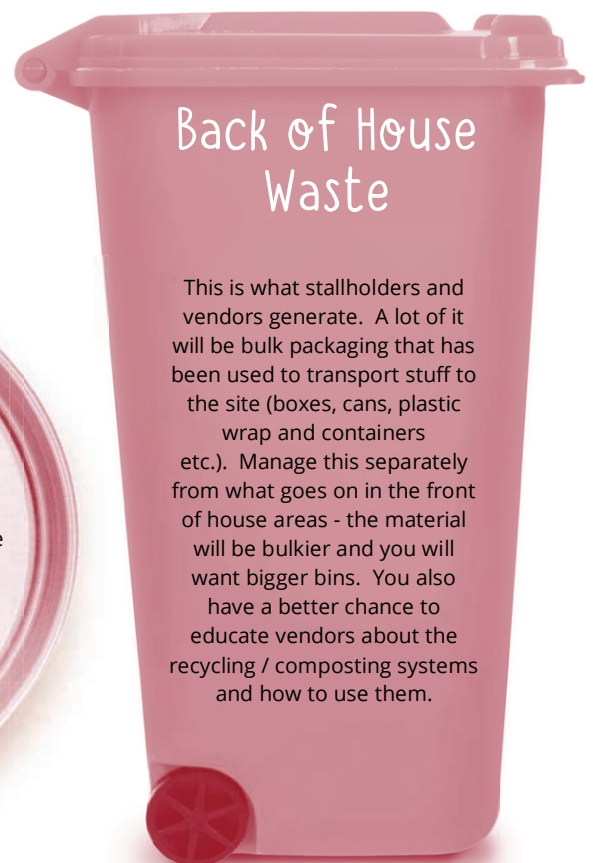 Back of House
Waste
This is what stallholders and
vendors generate.  A lot of it
will be bulk packaging that has
been used to transport stuff to
the site (boxes, cans, plastic
wrap and containers
etc.).  Manage this separately
from what goes on in the front
of house areas - the material
will be bulkier and you will
want bigger bins.  You also
have a better chance to
educate vendors about the
recycling / composting systems
and how to use them.